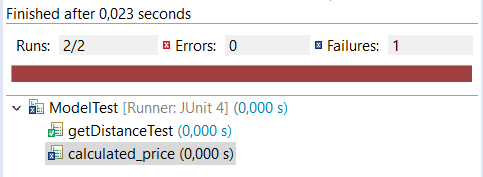 Finished after 0,023 seconds
Runs: 2/2 Errors: 0 Failures: 1
ModelTest [Runner: JUnit 4] (0,000 s)
getDistanceTest (0,000 s)
calculated_price (0,000 s)